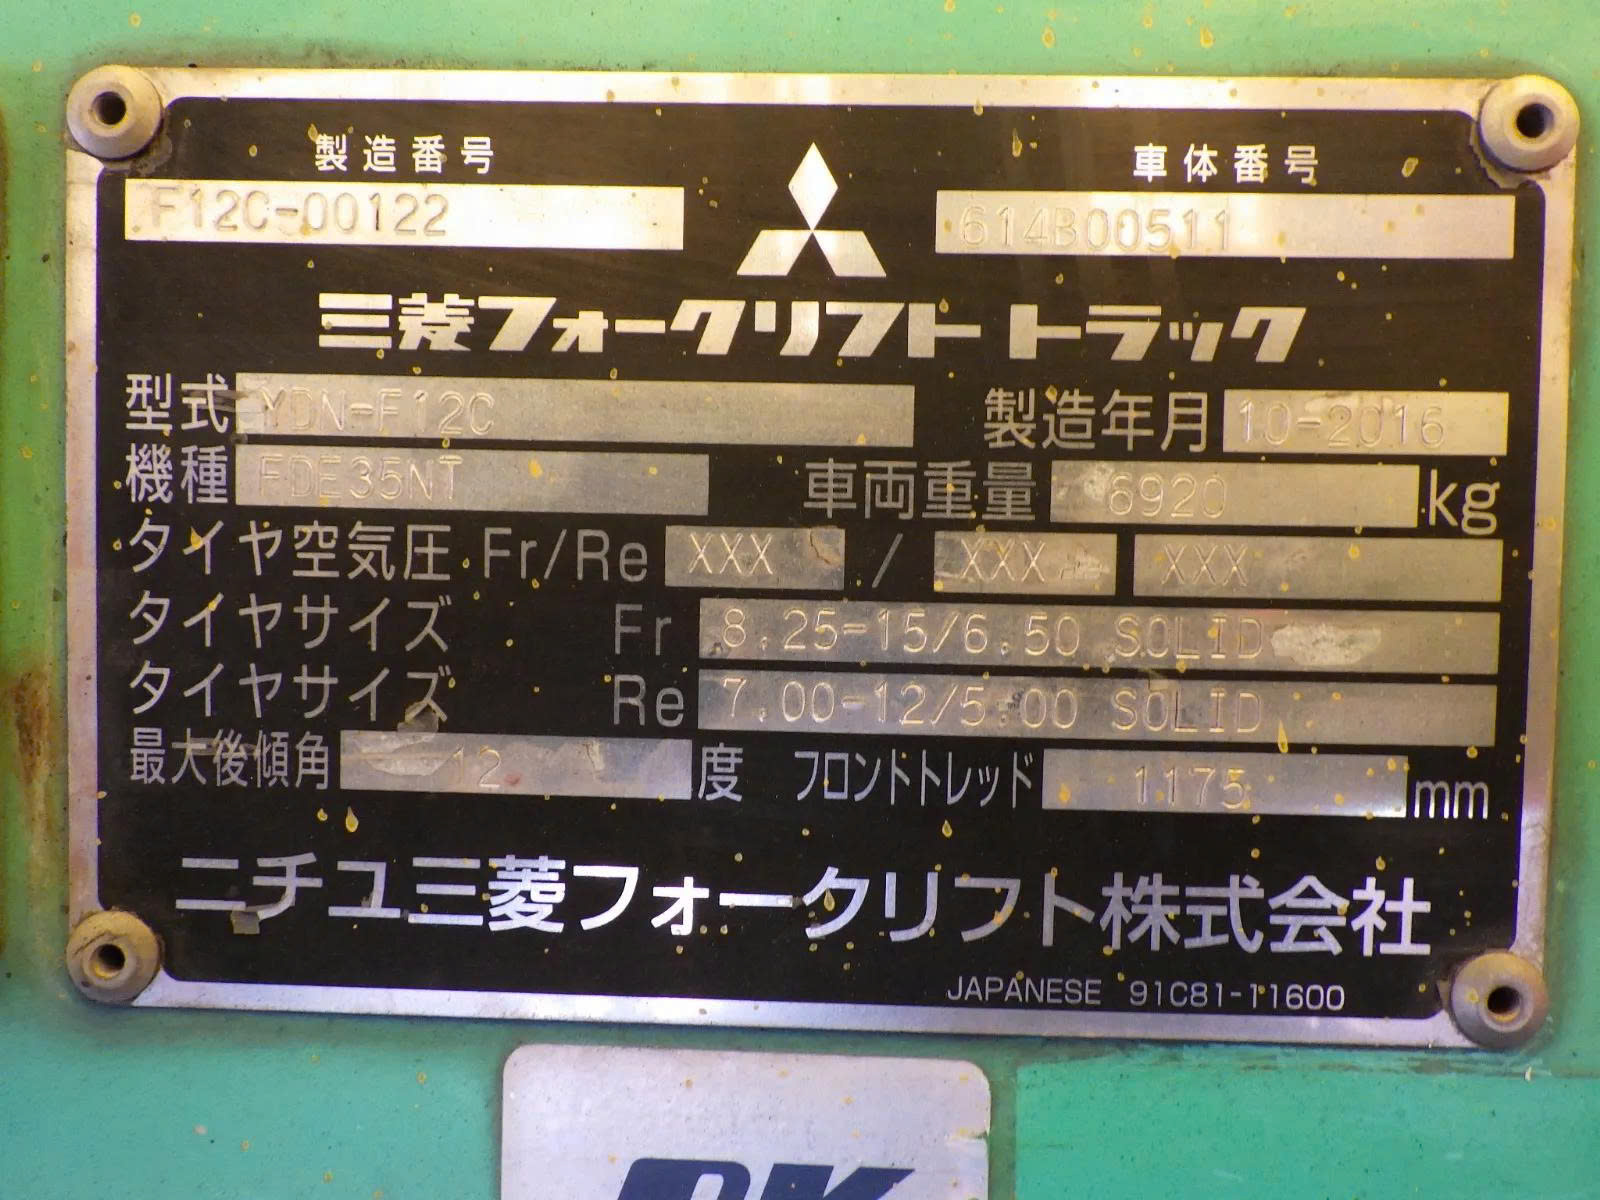 製造番号 車体番号
F12C-00122 614B00511
三菱フォークリフト トラック
型式 YDN-F12C 製造年月 10-2016
機種 FDE35NT 車両重量 6920 kg
タイヤ空気圧 Fr/Re XXX / XXX XXX
タイヤサイズ Fr 8.25-15/6.50 SOLID
タイヤサイズ Re 7.00-12/5.00 SOLID
最大後傾角 12 度 フロントトレッド 1175 mm
ニチユ三菱フォークリフト株式会社
JAPANESE 91C81-11600